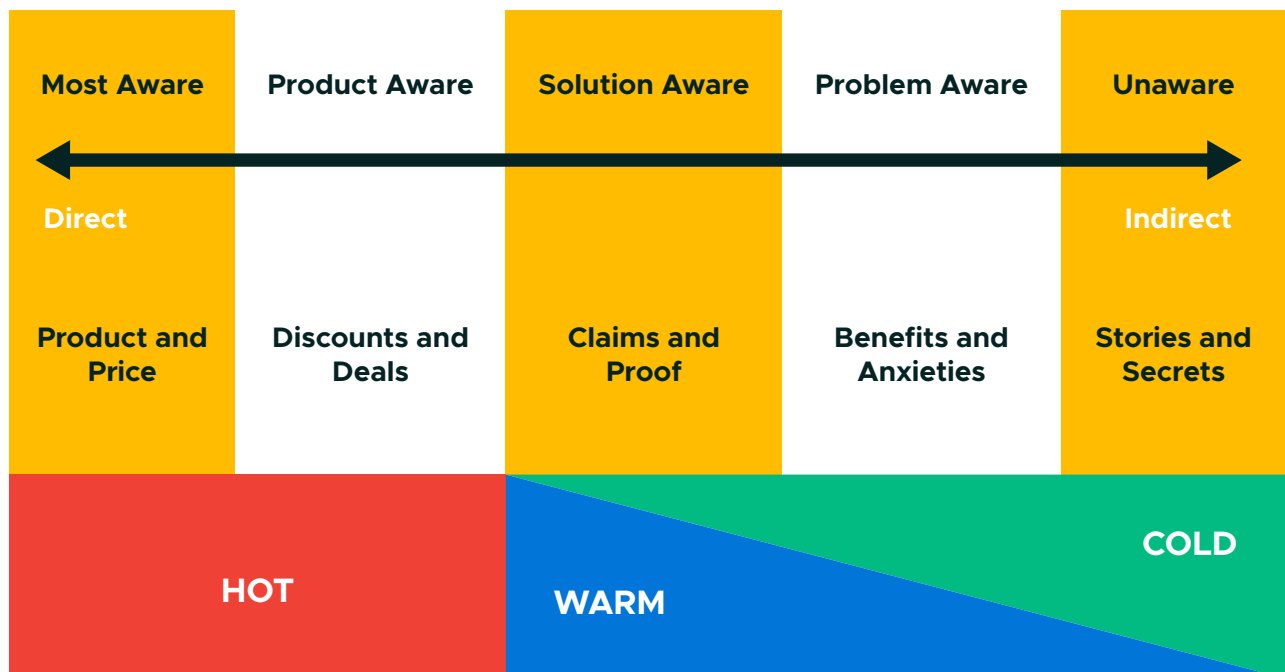 Most Aware
Product Aware
Solution Aware
Problem Aware
Unaware
Direct
Indirect
Product and
Price
Discounts and
Deals
Claims and
Proof
Benefits and
Anxieties
Stories and
Secrets
HOT
WARM
COLD